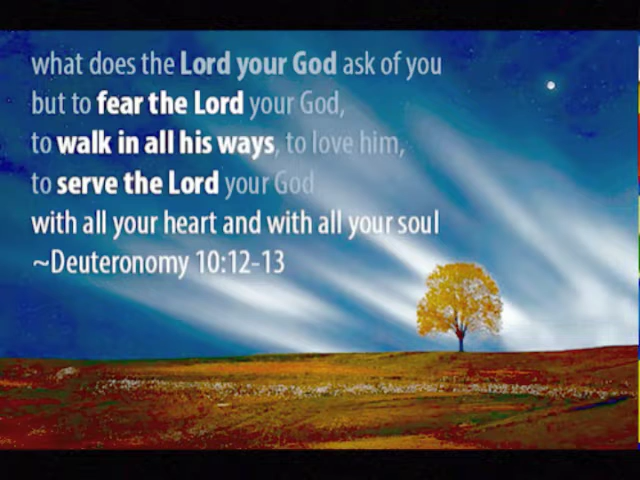 what does the Lord your God ask of you
but to fear the Lord your God,
to walk in all his ways, to love him,
to serve the Lord your God
with all your heart and with all your soul
~Deuteronomy 10:12-13